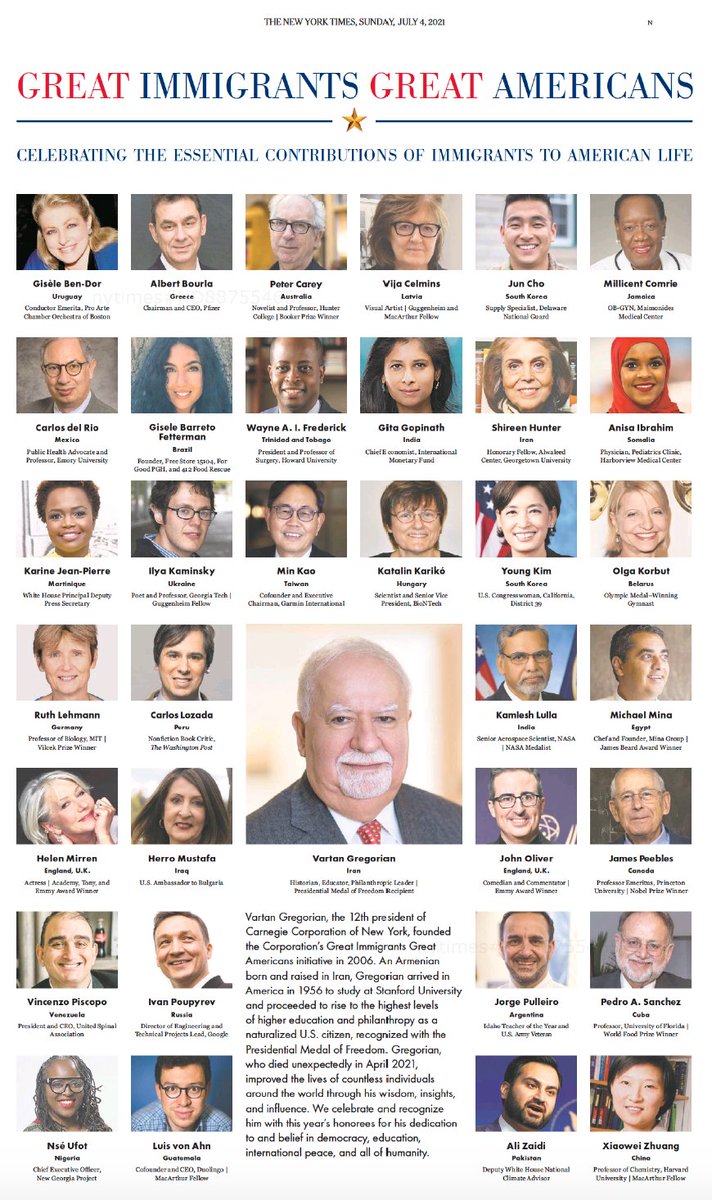 THE NEW YORK TIMES, SUNDAY, JULY 4, 2021
N
GREAT IMMIGRANTS GREAT AMERICANS
CELEBRATING THE ESSENTIAL CONTRIBUTIONS OF IMMIGRANTS TO AMERICAN LIFE
Gisèle Ben-Dor
Uruguay
Conductor Emerita, Pro Arte
Chamber Orchestra of Boston
Albert Bourla
Greece
Chairman and CEO, Pfizer
Peter Carey
Australia
Novelist and Professor, Hunter
College | Booker Prize Winner
Vija Celmins
Latvia
Visual Artist | Guggenheim and
MacArthur Fellow
Jun Cho
South Korea
Supply Specialist, Delaware
National Guard
Millicent Comrie
Jamaica
OB-GYN, Maimonides
Medical Center
Carlos del Rio
Mexico
Public Health Advocate and
Professor, Emory University
Gisele Barreto
Fetterman
Brazil
Founder, Free Store 15104, For
Good PGH, and 412 Food Rescue
Wayne A. I. Frederick
Trinidad and Tobago
President and Professor of
Surgery, Howard University
Gita Gopinath
India
Chief Economist, International
Monetary Fund
Shireen Hunter
Iran
Honorary Fellow, Alwaleed
Center, Georgetown University
Anisa Ibrahim
Somalia
Physician, Pediatrics Clinic,
Harborview Medical Center
Karine Jean-Pierre
Martinique
White House Principal Deputy
Press Secretary
Ilya Kaminsky
Ukraine
Poet and Professor, Georgia Tech |
Guggenheim Fellow
Min Kao
Taiwan
Cofounder and Executive
Chairman, Garmin International
Katalin Karikó
Hungary
Scientist and Senior Vice
President, BioNTech
Young Kim
South Korea
U.S. Congresswoman, California,
District 39
Olga Korbut
Belarus
Olympic Medal–Winning
Gymnast
Ruth Lehmann
Germany
Professor of Biology, MIT |
Vilcek Prize Winner
Carlos Lozada
Peru
Nonfiction Book Critic,
The Washington Post
Kamlesh Lulla
India
Senior Aerospace Scientist, NASA
| NASA Medalist
Michael Mina
Egypt
Chef and Founder, Mina Group |
James Beard Award Winner
Helen Mirren
England, U.K.
Actress | Academy, Tony, and
Emmy Award Winner
Herro Mustafa
Iraq
U.S. Ambassador to Bulgaria
Vartan Gregorian
Iran
Historian, Educator, Philanthropic Leader |
Presidential Medal of Freedom Recipient
John Oliver
England, U.K.
Comedian and Commentator |
Emmy Award Winner
James Peebles
Canada
Professor Emeritus, Princeton
University | Nobel Prize Winner
Vincenzo Piscopo
Venezuela
President and CEO, United Spinal
Association
Ivan Poupyrev
Russia
Director of Engineering and
Technical Projects Lead, Google
Vartan Gregorian, the 12th president of
Carnegie Corporation of New York, founded
the Corporation's Great Immigrants Great
Americans initiative in 2006. An Armenian
born and raised in Iran, Gregorian arrived in
America in 1956 to study at Stanford University
and proceeded to rise to the highest levels
of higher education and philanthropy as a
naturalized U.S. citizen, recognized with the
Presidential Medal of Freedom. Gregorian,
who died unexpectedly in April 2021,
improved the lives of countless individuals
around the world through his wisdom, insights,
and influence. We celebrate and recognize
him with this year's honorees for his dedication
to and belief in democracy, education,
international peace, and all of humanity.
Jorge Pulleiro
Argentina
Idaho Teacher of the Year and
U.S. Army Veteran
Pedro A. Sanchez
Cuba
Professor, University of Florida |
World Food Prize Winner
Nsé Ufot
Nigeria
Chief Executive Officer,
New Georgia Project
Luis von Ahn
Guatemala
Cofounder and CEO, Duolingo |
MacArthur Fellow
Ali Zaidi
Pakistan
Deputy White House National
Climate Advisor
Xiaowei Zhuang
China
Professor of Chemistry, Harvard
University | MacArthur Fellow